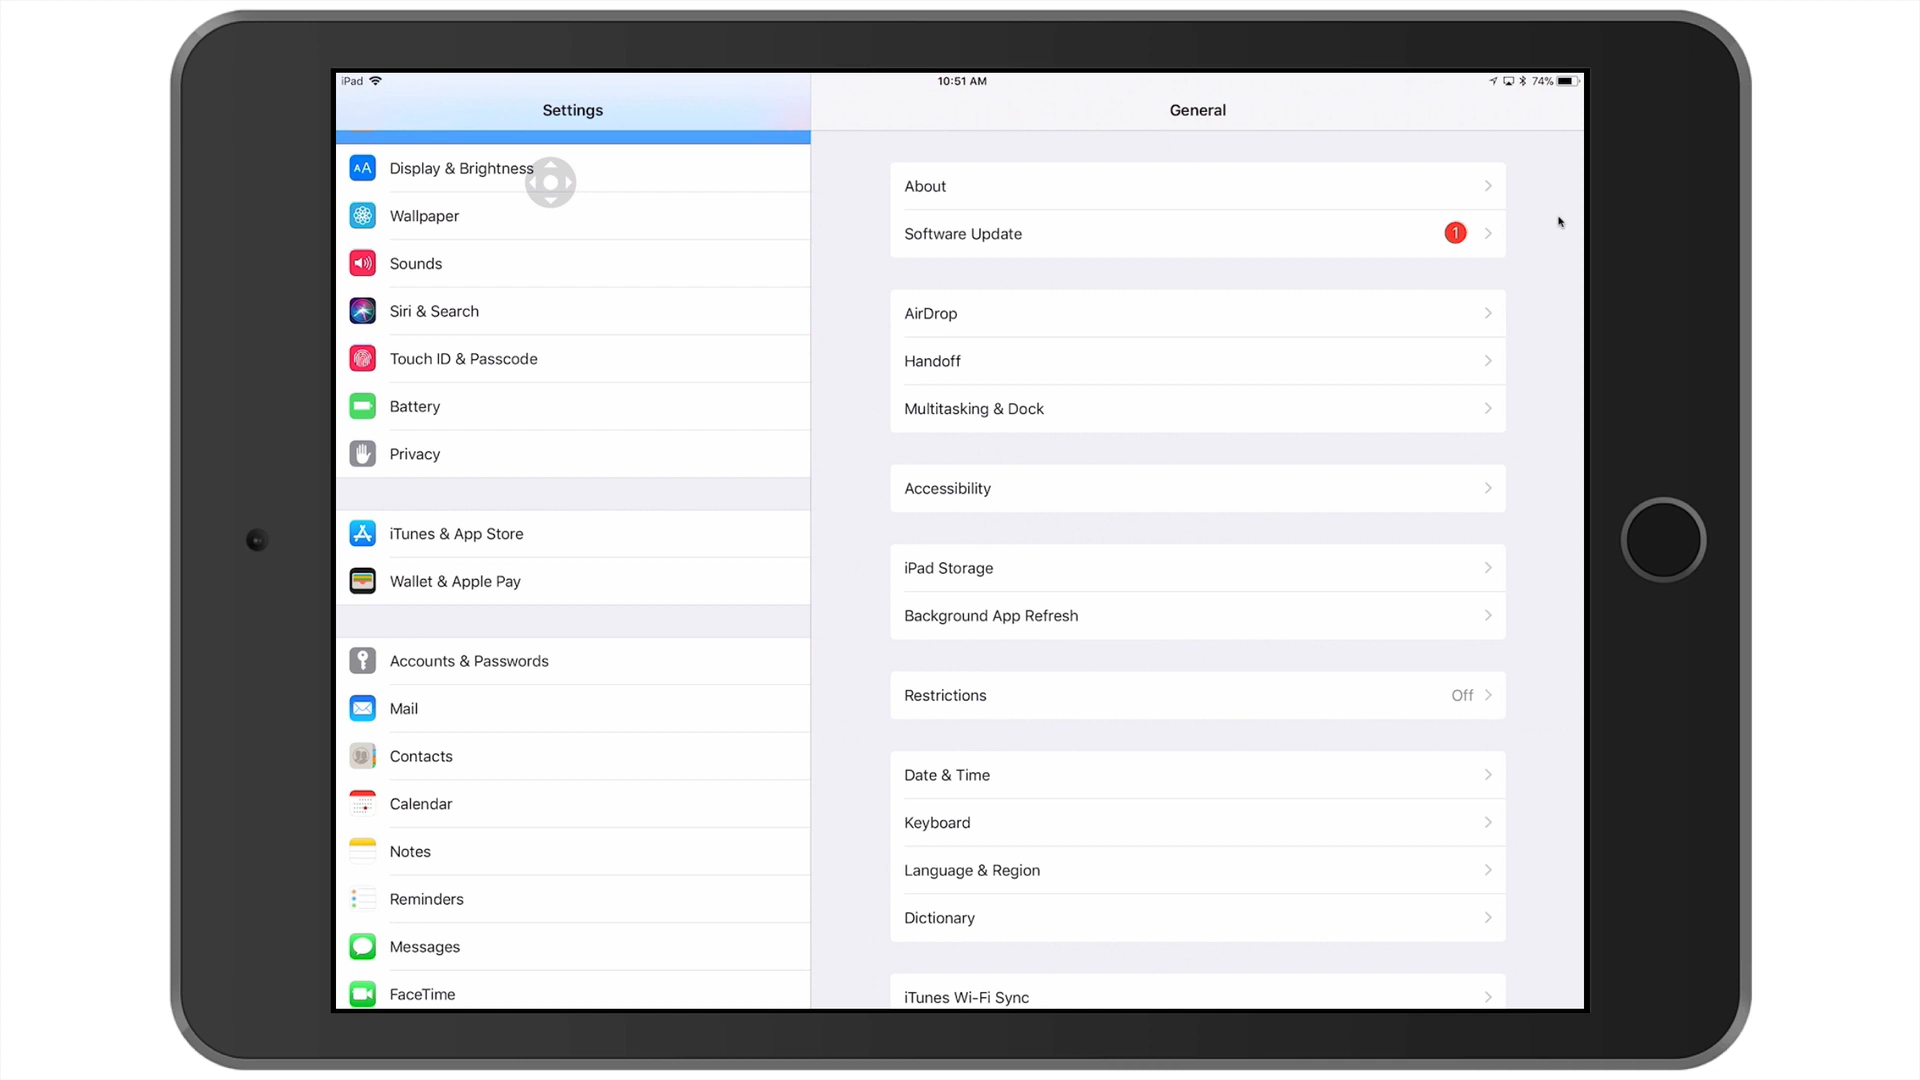 iPad
10:51 AM
74%
Settings
General
AA
Display & Brightness
Wallpaper
Sounds
Siri & Search
Touch ID & Passcode
Battery
Privacy
iTunes & App Store
Wallet & Apple Pay
Accounts & Passwords
Mail
Contacts
Calendar
Notes
Reminders
Messages
FaceTime
About
Software Update 1
AirDrop
Handoff
Multitasking & Dock
Accessibility
iPad Storage
Background App Refresh
Restrictions Off
Date & Time
Keyboard
Language & Region
Dictionary
iTunes Wi-Fi Sync